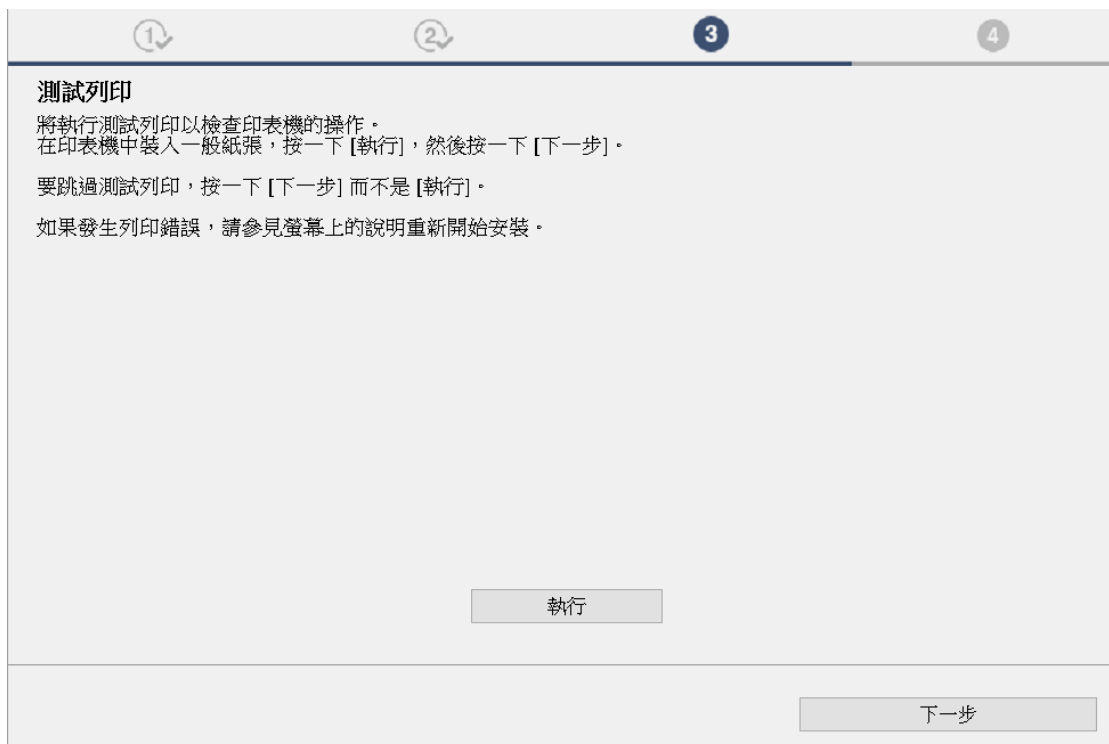 1
2
3
4
測試列印
將執行測試列印以檢查印表機的操作。
在印表機中裝入一般紙張，按一下 [執行]，然後按一下 [下一步]。
要跳過測試列印，按一下 [下一步] 而不是 [執行]。
如果發生列印錯誤，請參見螢幕上的說明重新開始安裝。
執行
下一步